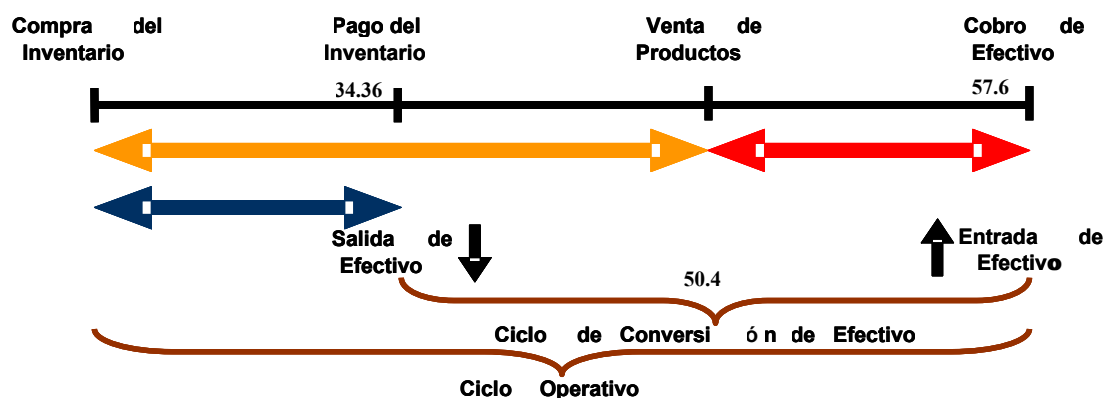 Compra del
Inventario
Pago del
Inventario
Venta de
Productos
Cobro de
Efectivo
34.36
57.6
Salida de
Efectivo
Entrada de
Efectivo
50.4
Ciclo de Conversi ón de Efectivo
Ciclo Operativo